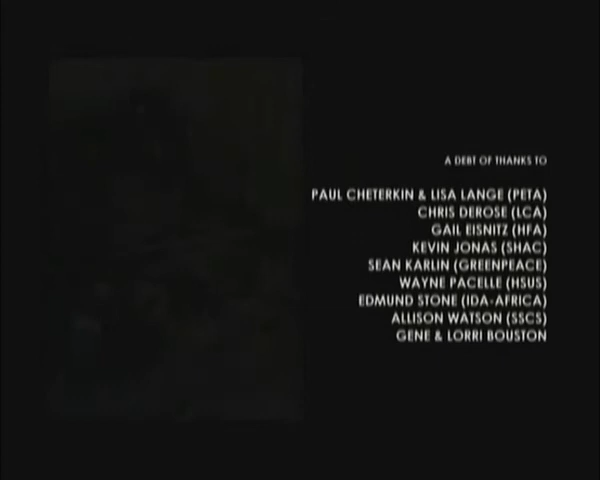 A DEBT OF THANKS TO
PAUL CHETERKIN & LISA LANGE (PETA)
CHRIS DEROSE (LCA)
GAIL EISNITZ (HFA)
KEVIN JONAS (SHAC)
SEAN KARLIN (GREENPEACE)
WAYNE PACELLE (HSUS)
EDMUND STONE (IDA-AFRICA)
ALLISON WATSON (SSCS)
GENE & LORRI BOUSTON